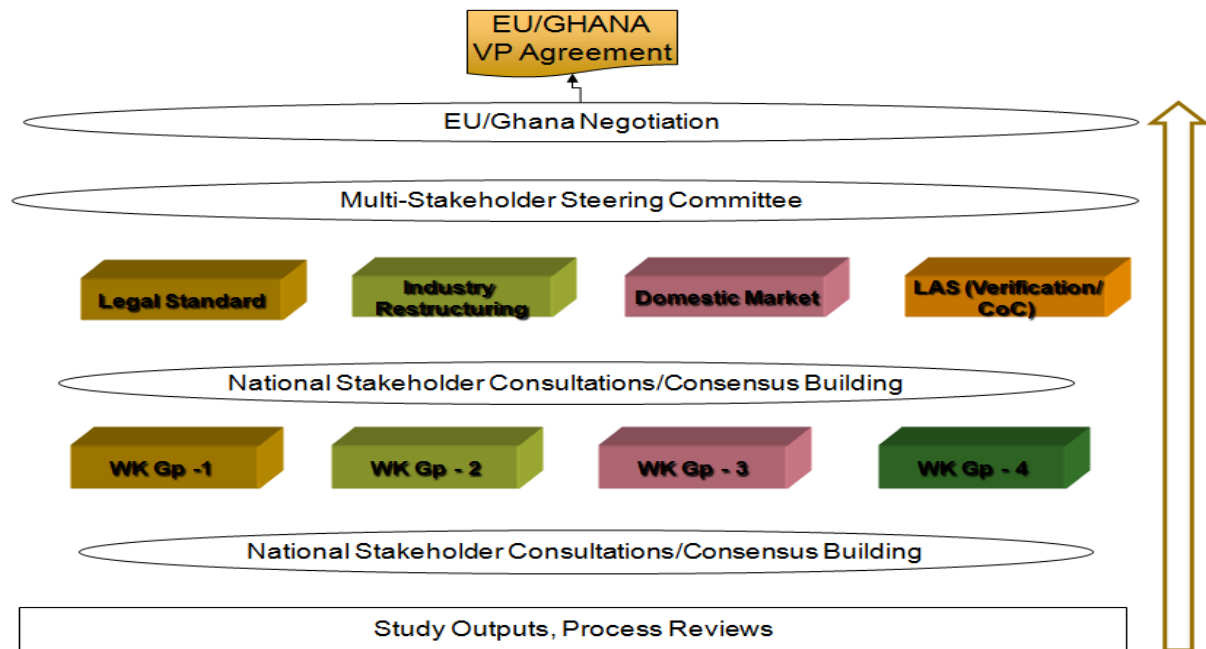 EU/GHANA
VP Agreement
EU/Ghana Negotiation
Multi-Stakeholder Steering Committee
Legal Standard
Industry
Restructuring
Domestic Market
LAS (Verification/
CoC)
National Stakeholder Consultations/Consensus Building
WK Gp -1
WK Gp - 2
WK Gp - 3
WK Gp - 4
National Stakeholder Consultations/Consensus Building
Study Outputs, Process Reviews